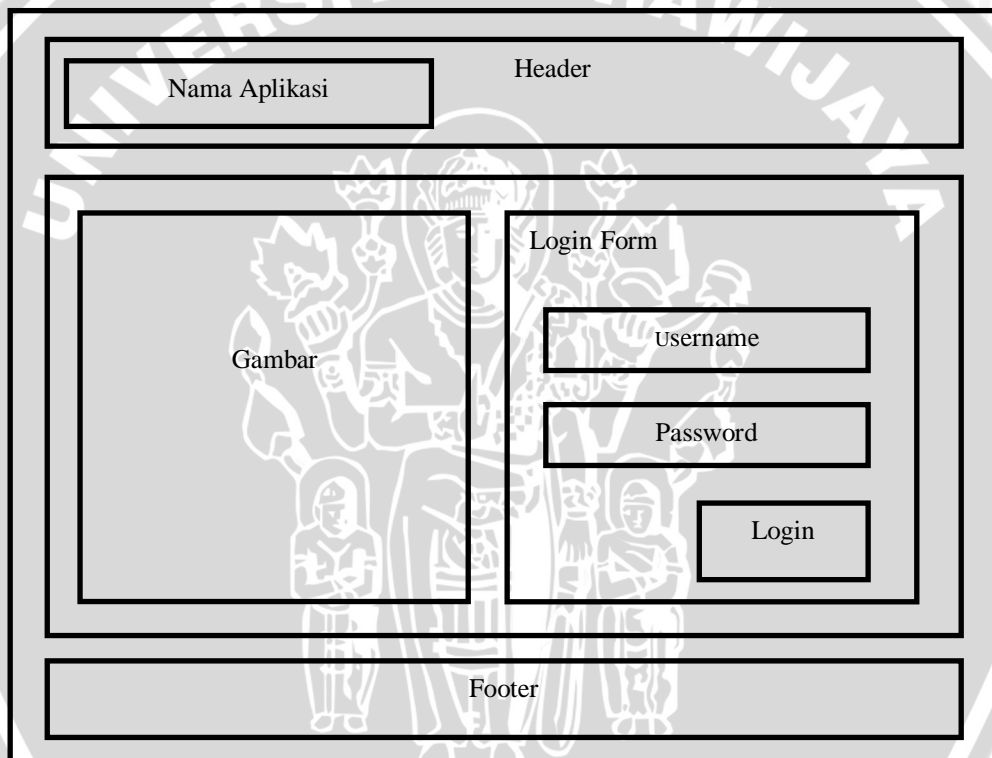 Header
Nama Aplikasi
Gambar
Login Form
Username
Password
Login
Footer